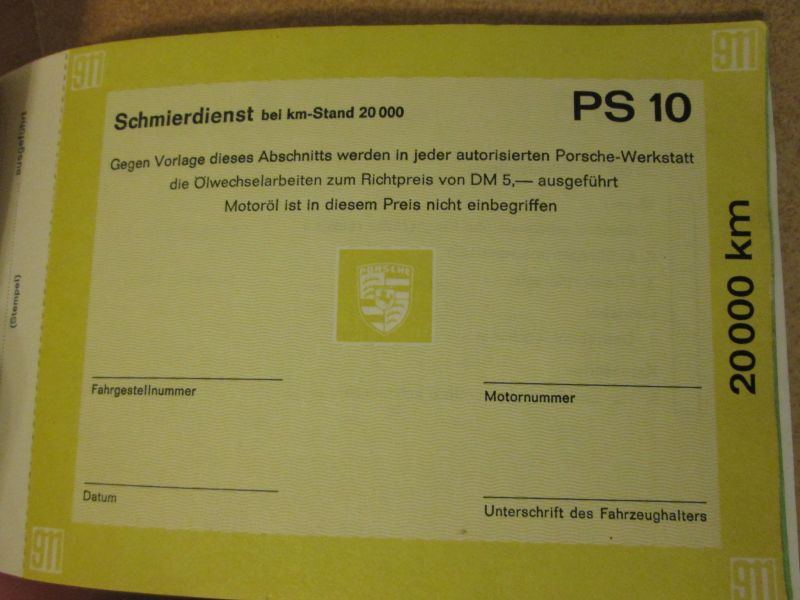 911
911
Schmierdienst bei km-Stand 20 000
PS 10
Gegen Vorlage dieses Abschnitts werden in jeder autorisierten Porsche-Werkstatt
die Ölwechselarbeiten zum Richtpreis von DM 5,— ausgeführt
Motoröl ist in diesem Preis nicht einbegriffen
PORSCHE
20 000 km
Fahrgestellnummer
Motornummer
Datum
Unterschrift des Fahrzeughalters
911
911
ausgeführt
(Stempel)